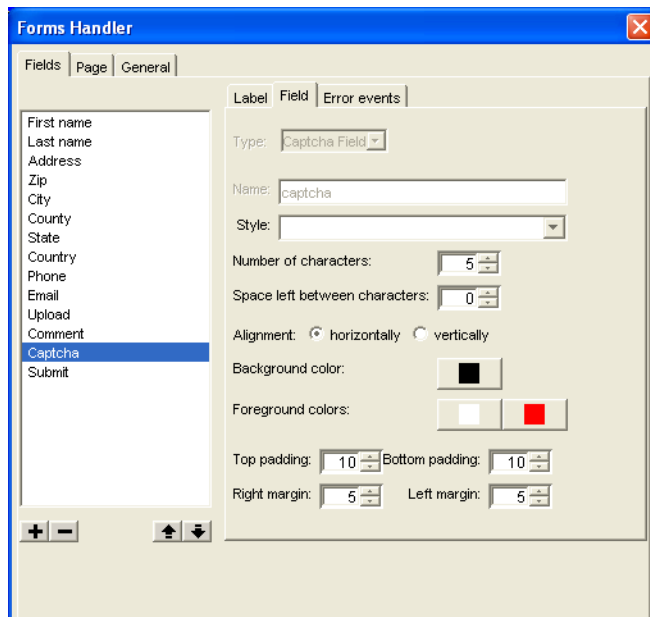 Forms Handler
Fields Page General
Label Field Error events
First name
Last name
Address
Zip
City
County
State
Country
Phone
Email
Upload
Comment
Captcha
Submit
Type: Captcha Field
Name: captcha
Style:
Number of characters: 5
Space left between characters: 0
Alignment: horizontally vertically
Background color:
Foreground colors:
Top padding: 10 Bottom padding: 10
Right margin: 5 Left margin: 5